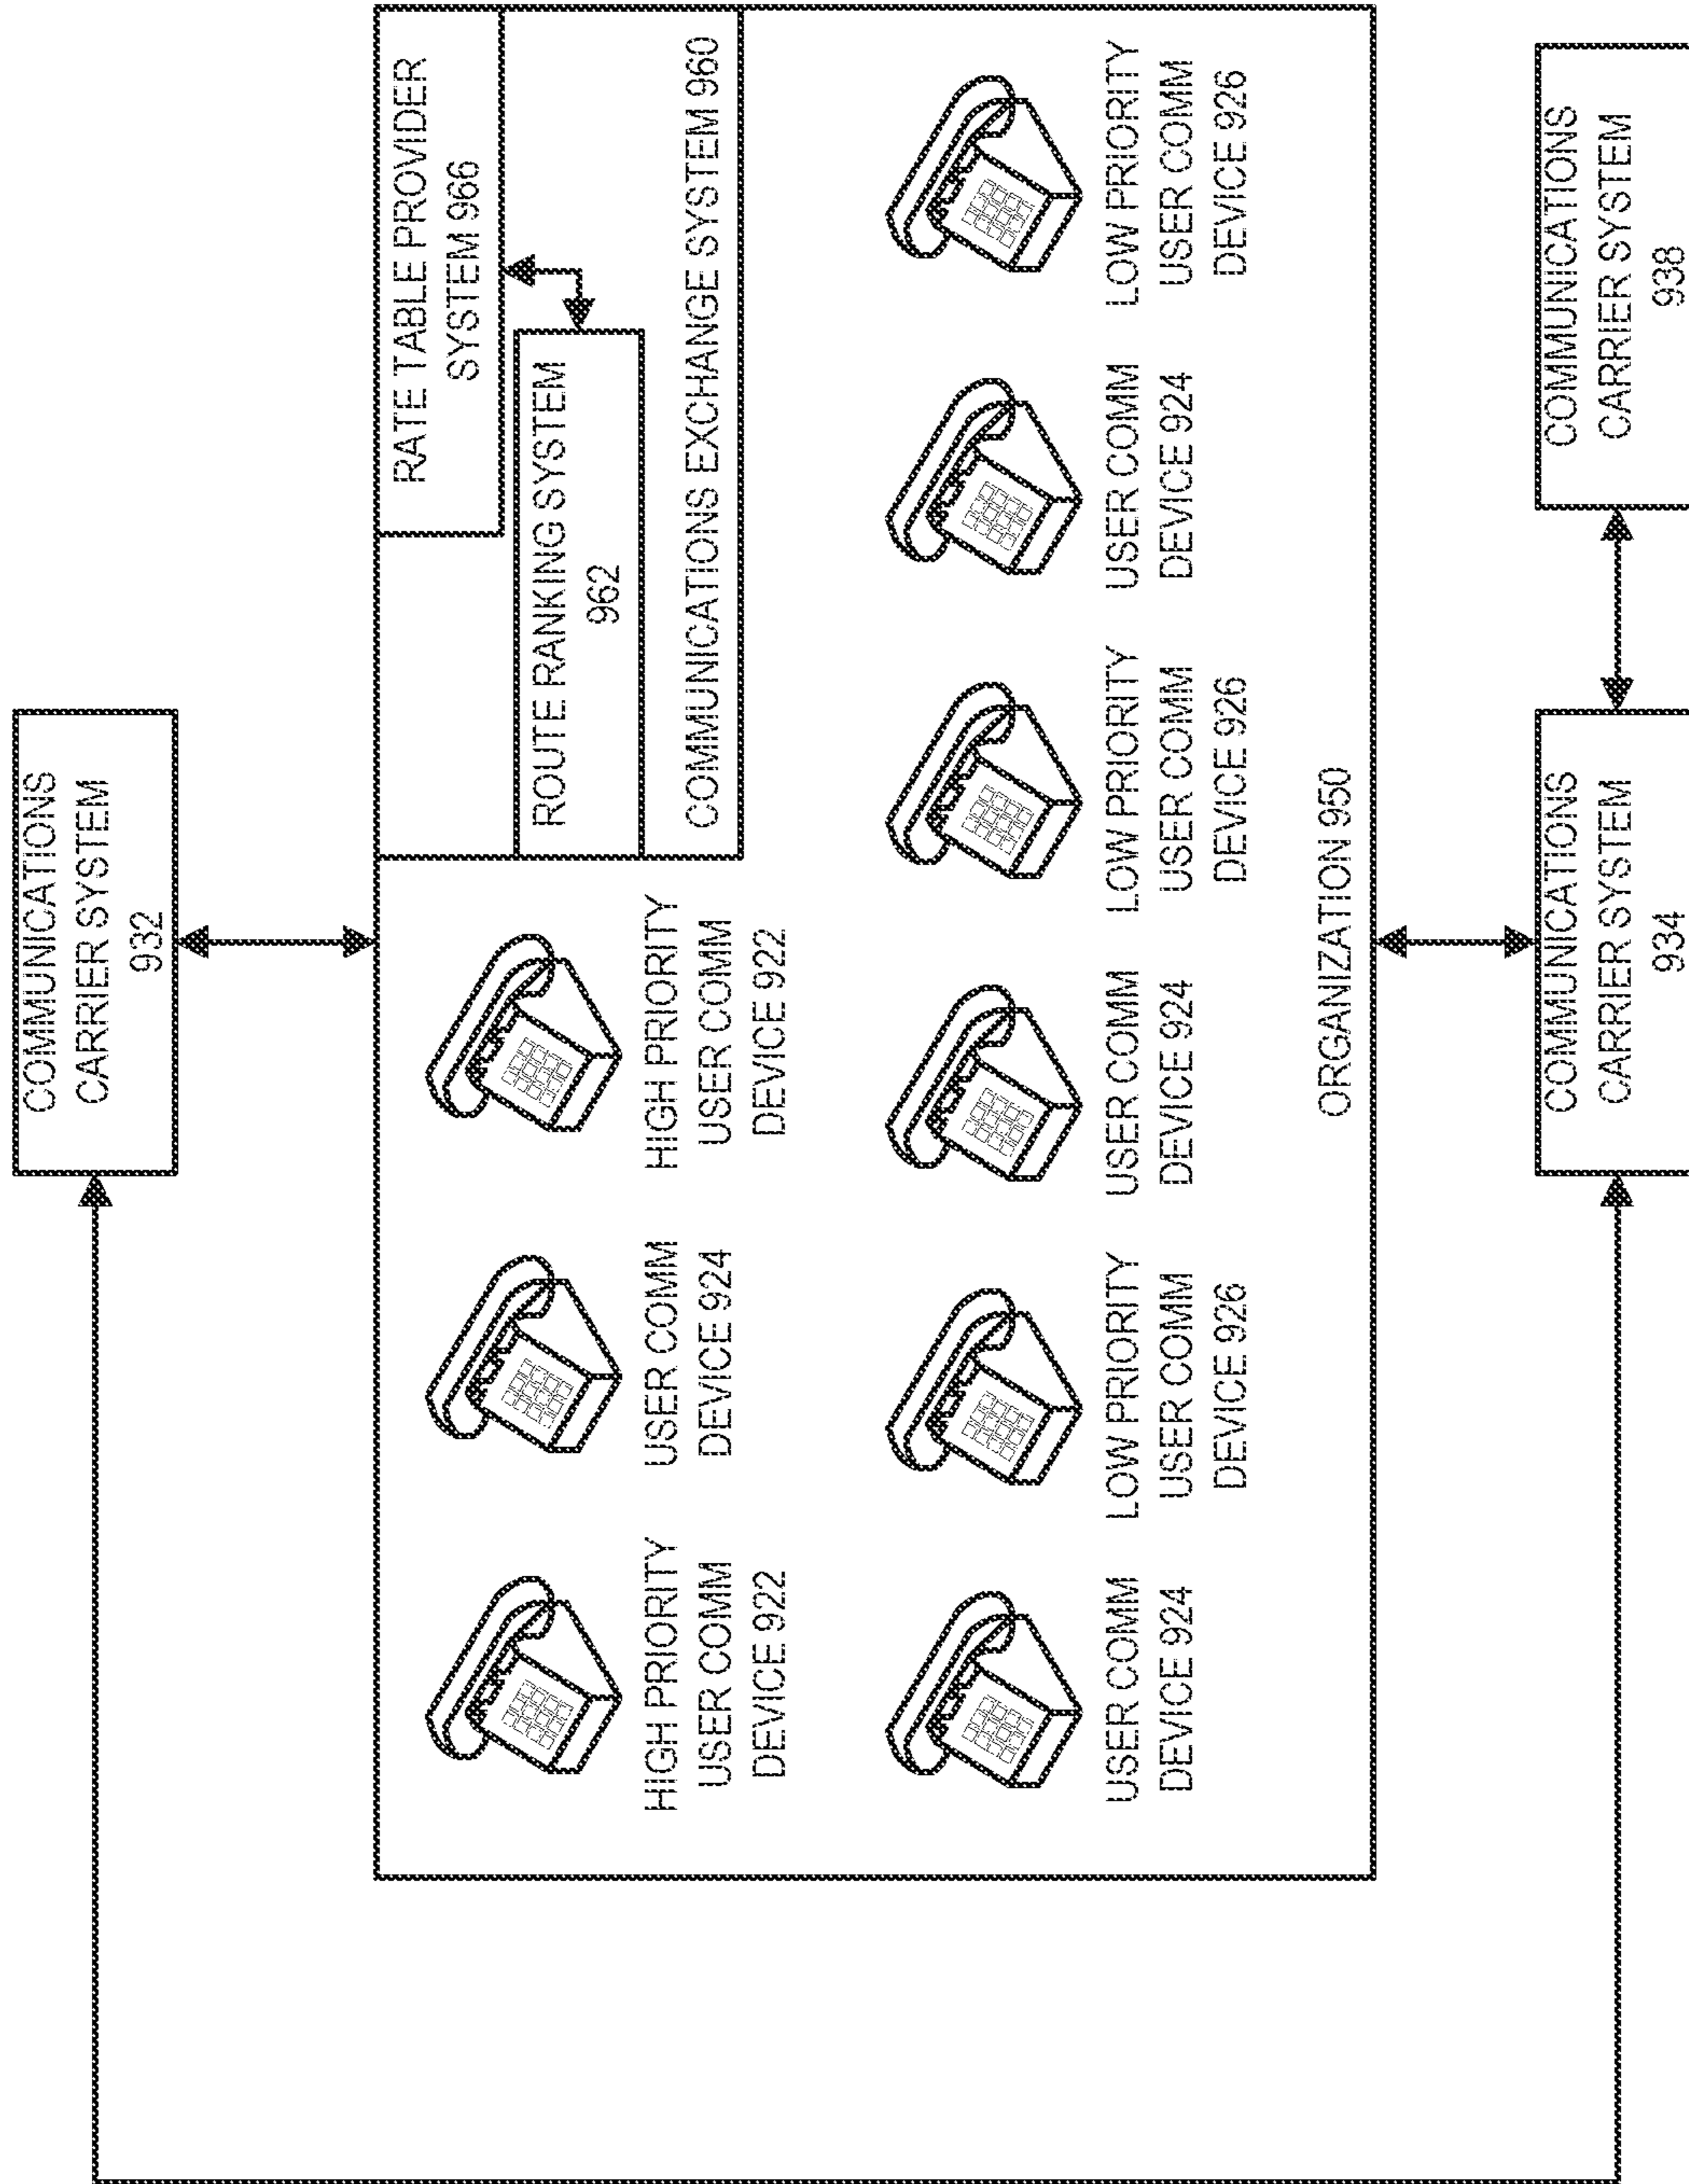 COMMUNICATIONS
CARRIER SYSTEM
932
RATE TABLE PROVIDER
SYSTEM 966
ROUTE RANKING SYSTEM
962
COMMUNICATIONS EXCHANGE SYSTEM 960
HIGH PRIORITY
USER COMM
DEVICE 922
USER COMM
DEVICE 924
HIGH PRIORITY
USER COMM
DEVICE 922
USER COMM
DEVICE 924
LOW PRIORITY
USER COMM
DEVICE 926
USER COMM
DEVICE 924
LOW PRIORITY
USER COMM
DEVICE 926
USER COMM
DEVICE 924
LOW PRIORITY
USER COMM
DEVICE 926
ORGANIZATION 950
COMMUNICATIONS
CARRIER SYSTEM
934
COMMUNICATIONS
CARRIER SYSTEM
938